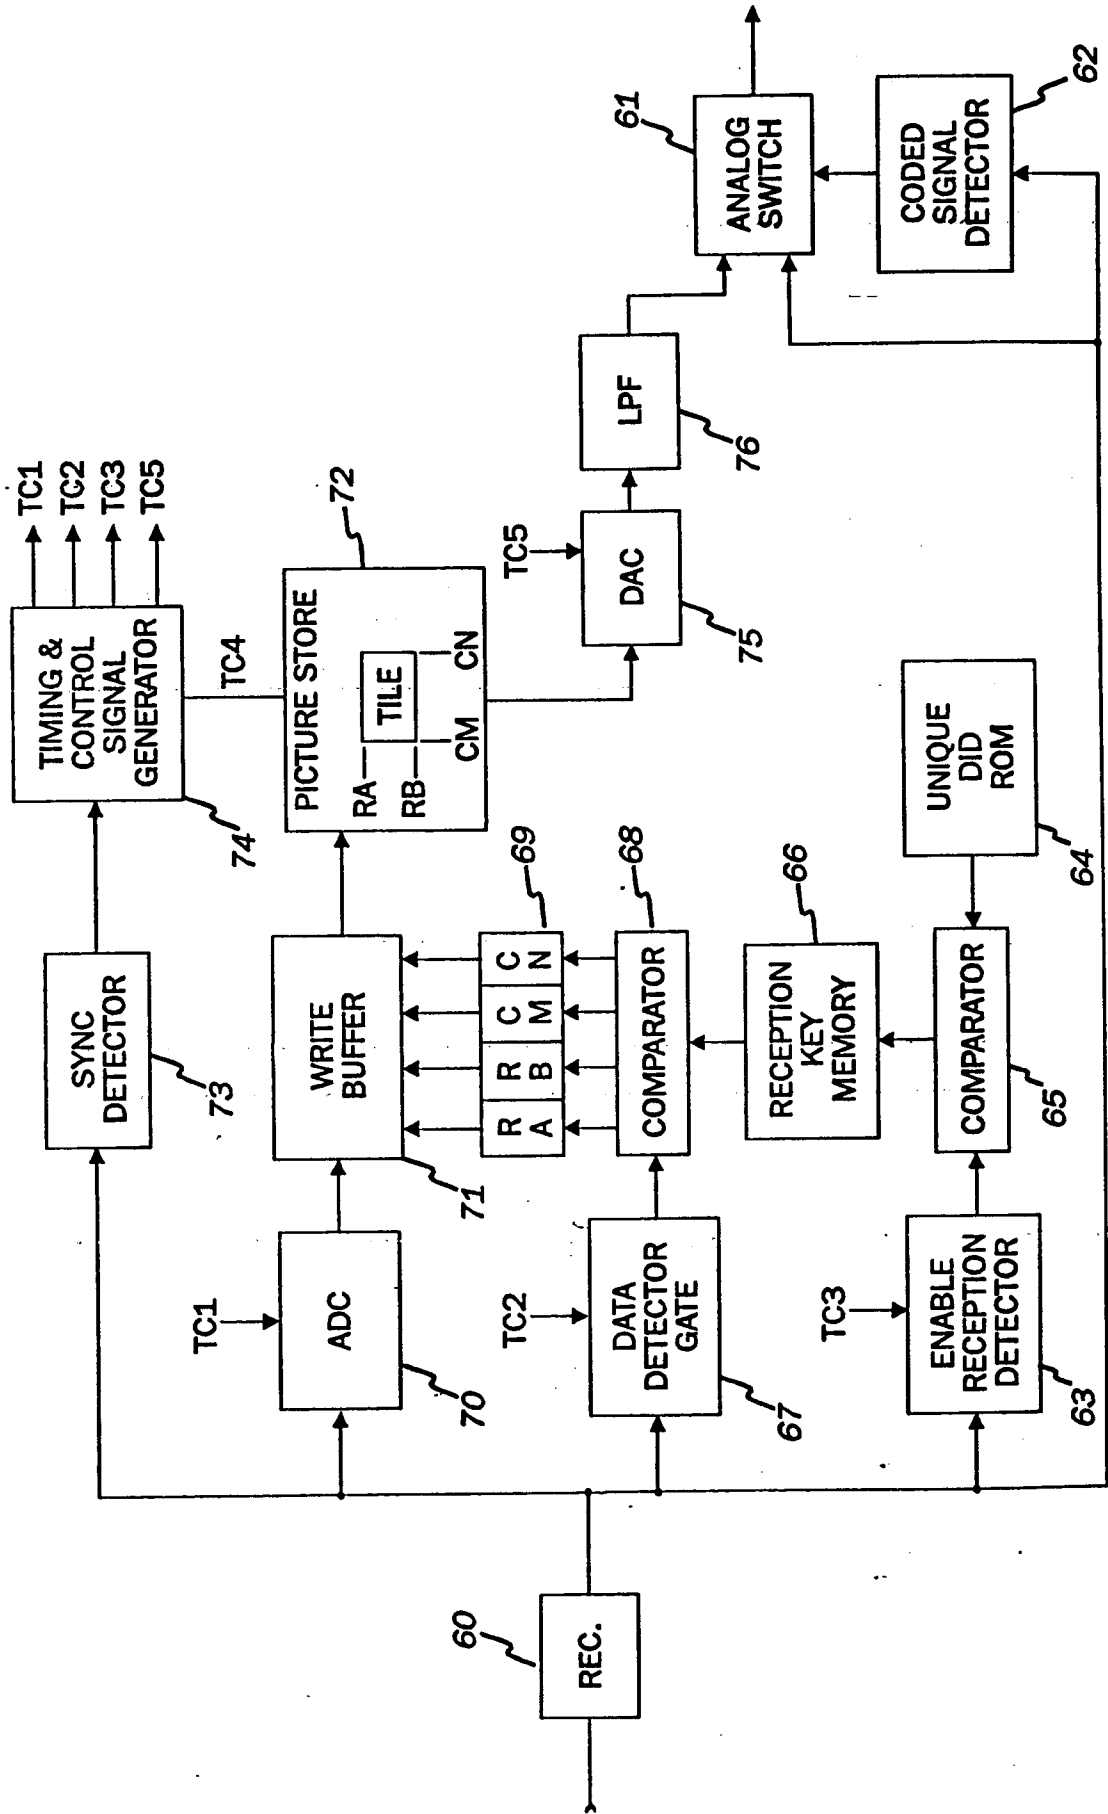 TC1
TC2
TC3
TC5
TIMING &
CONTROL
SIGNAL
GENERATOR
74
TC4
SYNC
DETECTOR
73
PICTURE STORE
72
RA
RB
TILE
CM
CN
WRITE
BUFFER
71
TC1
ADC
70
R
A
R
B
C
M
C
N
69
COMPARATOR
68
TC2
DATA
DETECTOR
GATE
67
RECEPTION
KEY
MEMORY
66
TC5
DAC
75
LPF
76
ANALOG
SWITCH
61
CODED
SIGNAL
DETECTOR
62
REC.
60
TC3
ENABLE
RECEPTION
DETECTOR
63
COMPARATOR
65
UNIQUE
DID
ROM
64